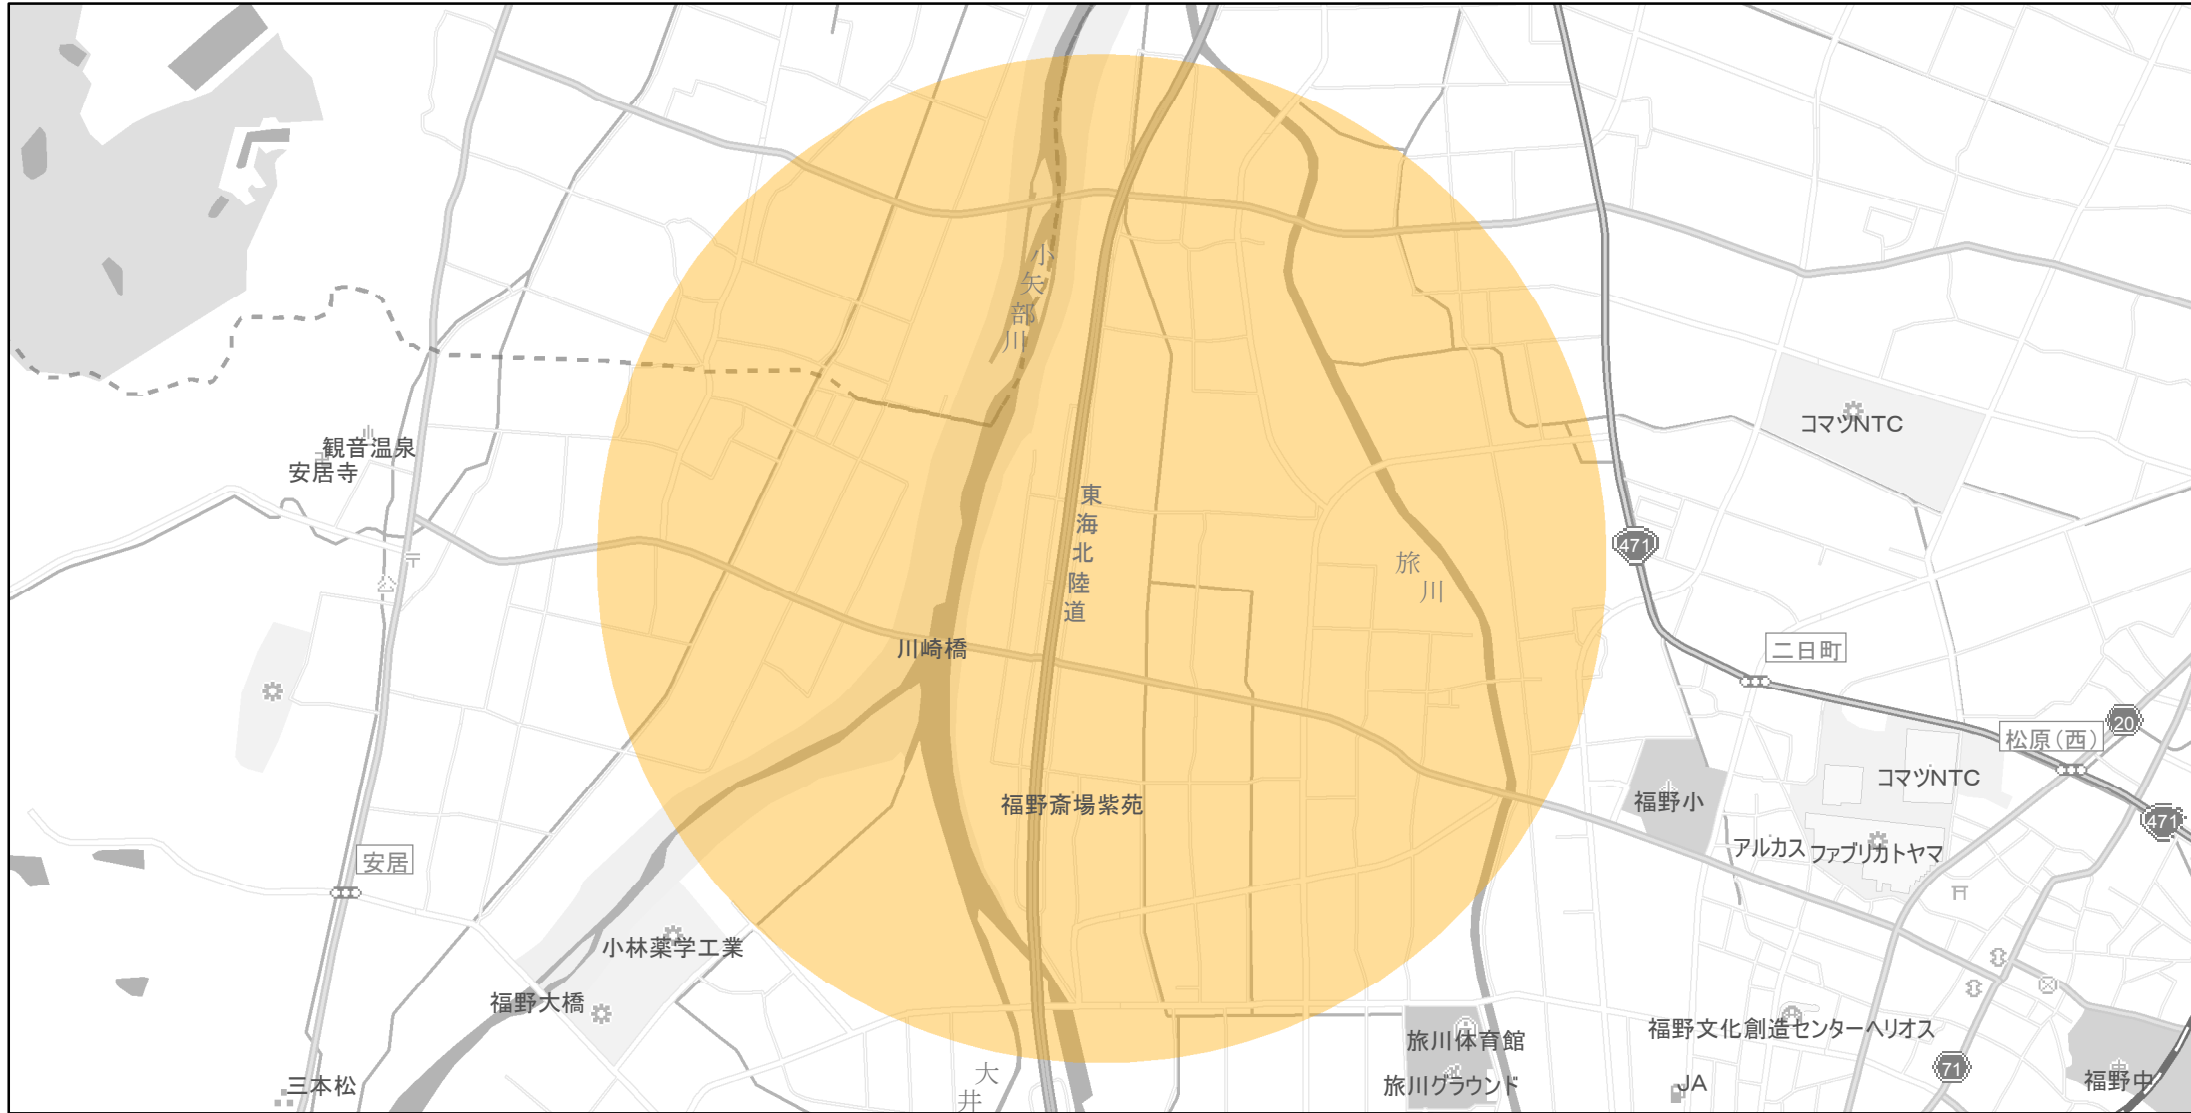 小矢部川
コマツNTC
観音温泉
安居寺
東海北陸道
471
旅川
川崎橋
二日町
20
松原(西)
コマツNTC
福野斎場紫苑
福野小
471
アルカス
ファブリカトヤマ
安居
小林薬学工業
福野大橋
旅川体育館
福野文化創造センターヘリオス
71
大井
旅川グラウンド
JA
福野中
三本松